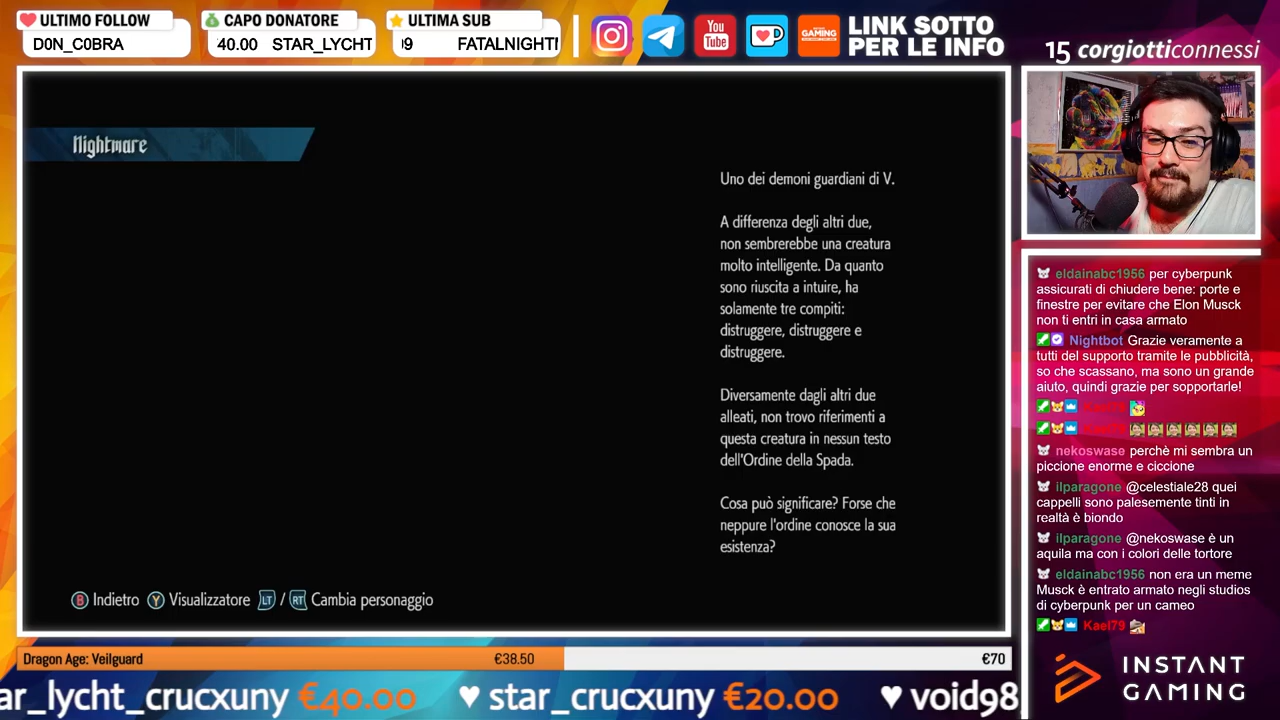 ULTIMO FOLLOW
D0N_C0BRA
CAPO DONATORE
40.00 STAR_LYCHT
ULTIMA SUB
FATALNIGHT
You
Tube
GAMING
LINK SOTTO
PER LE INFO
15 corgiotticonnessi
Nightmare
Uno dei demoni guardiani di V.
A differenza degli altri due,
non sembrerebbe una creatura
molto intelligente. Da quanto
sono riuscita a intuire, ha
solamente tre compiti:
distruggere, distruggere e
distruggere.
Diversamente dagli altri due
alleati, non trovo riferimenti a
questa creatura in nessun testo
dell'Ordine della Spada.
Cosa può significare? Forse che
neppure l'ordine conosce la sua
esistenza?
B Indietro Y Visualizzatore LT / RT Cambia personaggio
eldainabc1956 per cyberpunk
assicurati di chiudere bene: porte e
finestre per evitare che Elon Musck
non ti entri in casa armato
Nightbot Grazie veramente a
tutti del supporto tramite le pubblicità,
so che scassano, ma sono un grande
aiuto, quindi grazie per sopportarle!
Kael79
Kael79
nekoswase perchè mi sembra un
piccione enorme e ciccione
ilparagone @celestiale28 quei
cappelli sono palesemente tinti in
realtà è biondo
ilparagone @nekoswase è un
aquila ma con i colori delle tortore
eldainabc1956 non era un meme
Musck è entrato armato negli studios
di cyberpunk per un cameo
Kael79
Dragon Age: Veilguard €38.50 €70
ar_lycht_crucxuny €40.00 ♥ star_crucxuny €20.00 ♥ void98
INSTANT
GAMING